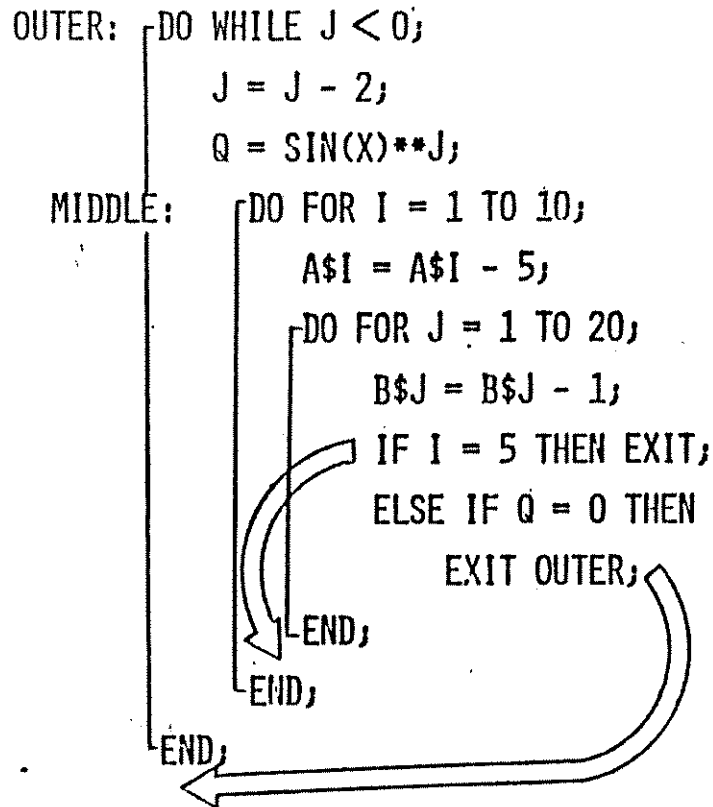 OUTER: DO WHILE J < 0;
J = J - 2;
Q = SIN(X)**J;
MIDDLE: DO FOR I = 1 TO 10;
A$I = A$I - 5;
DO FOR J = 1 TO 20;
B$J = B$J - 1;
IF I = 5 THEN EXIT;
ELSE IF Q = 0 THEN
EXIT OUTER;
END;
END;
END;